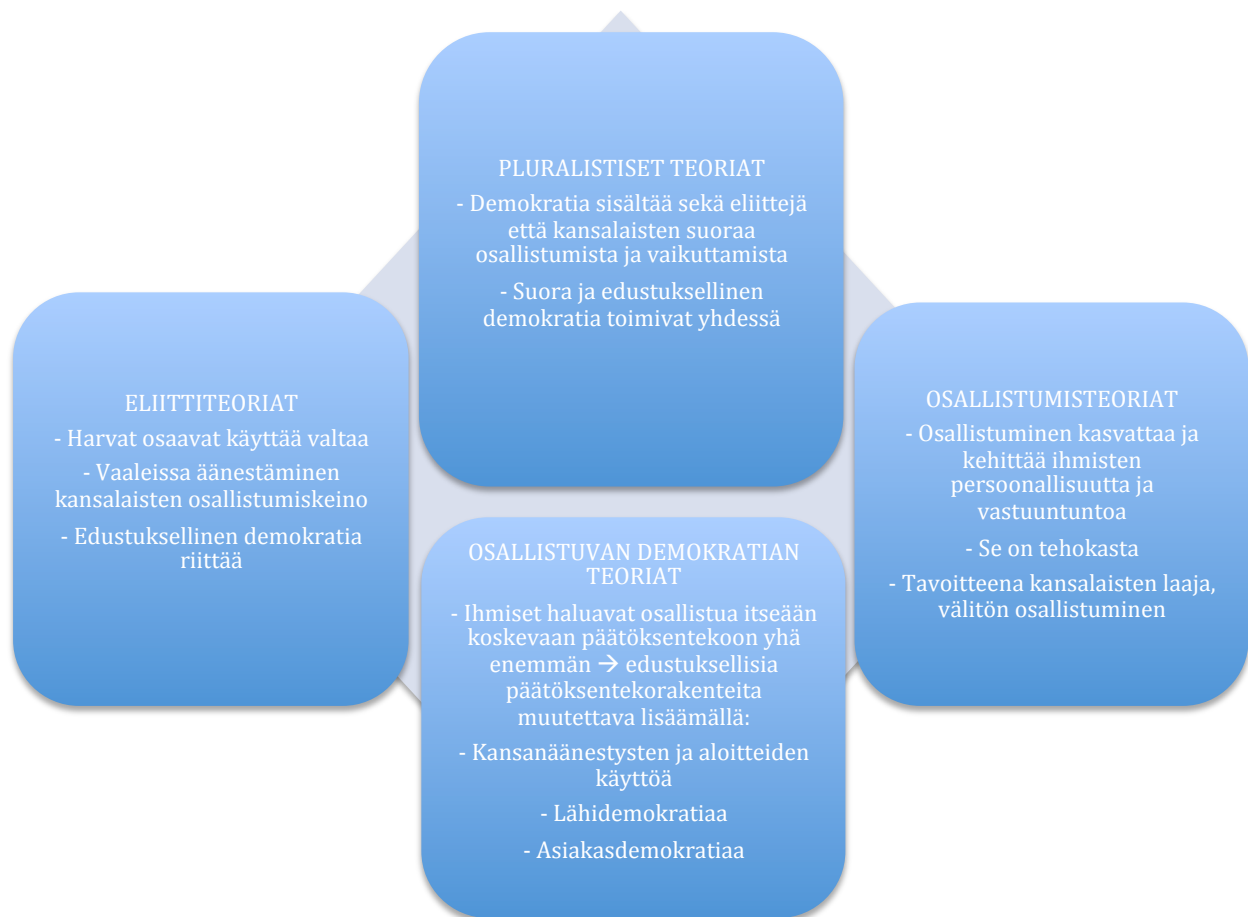 PLURALISTISET TEORIAT
- Demokratia sisältää sekä eliittejä
että kansalaisten suoraa
osallistumista ja vaikuttamista
- Suora ja edustuksellinen
demokratia toimivat yhdessä
ELIITTITEORIAT
- Harvat osaavat käyttää valtaa
- Vaaleissa äänestäminen
kansalaisten osallistumiskeino
- Edustuksellinen demokratia
riittää
OSALLISTUMISTEORIAT
- Osallistuminen kasvattaa ja
kehittää ihmisten
persoonallisuutta ja
vastuuntuntoa
- Se on tehokasta
- Tavoitteena kansalaisten laaja,
välitön osallistuminen
OSALLISTUVAN DEMOKRATIAN
TEORIAT
- Ihmiset haluavat osallistua itseään
koskevaan päätöksentekoon yhä
enemmän → edustuksellisia
päätöksentekorakenteita
muutettava lisäämällä:
- Kansanäänestysten ja aloitteiden
käyttöä
- Lähidemokratiaa
- Asiakasdemokratiaa